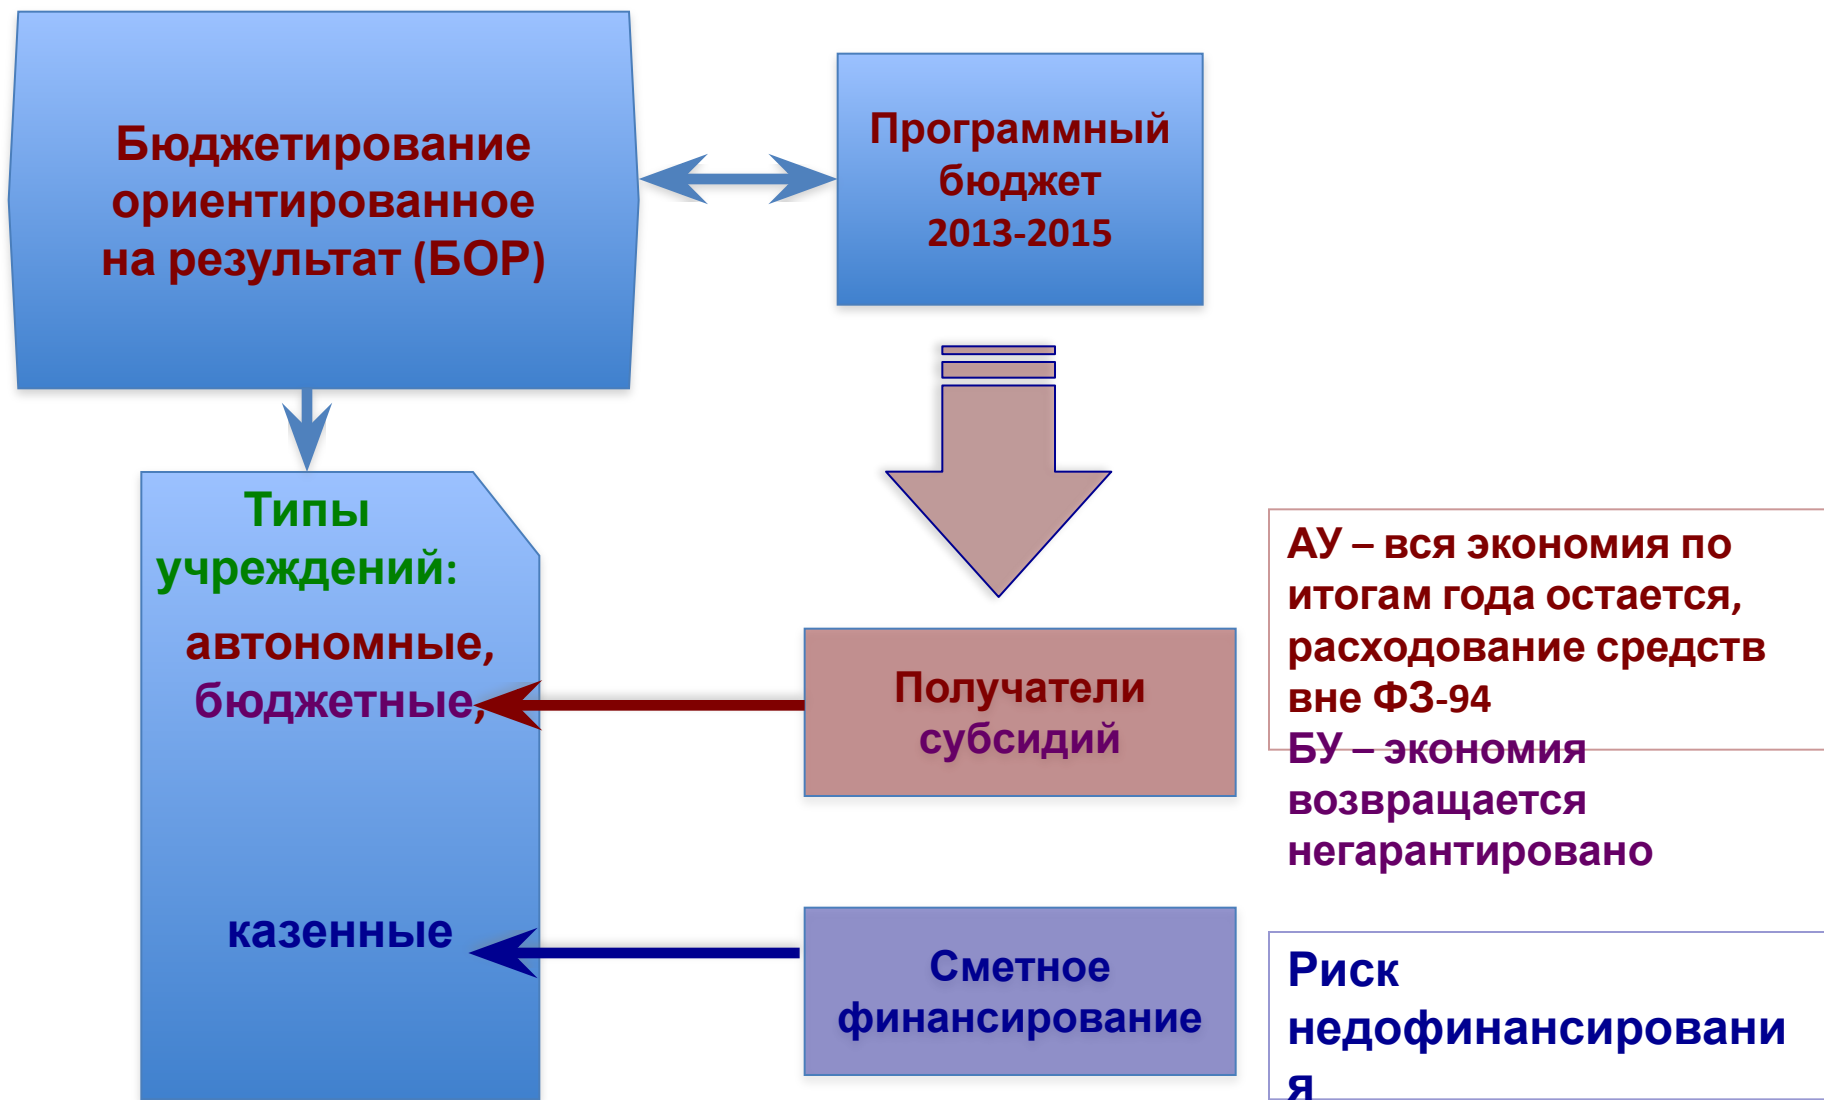 Бюджетирование
ориентированное
на результат (БОР)
Программный
бюджет
2013-2015
Типы
учреждений:
автономные,
бюджетные,
казенные
Получатели
субсидий
АУ – вся экономия по
итогам года остается,
расходование средств
вне ФЗ-94
БУ – экономия
возвращается
негарантировано
Сметное
финансирование
Риск
недофинансировани
я